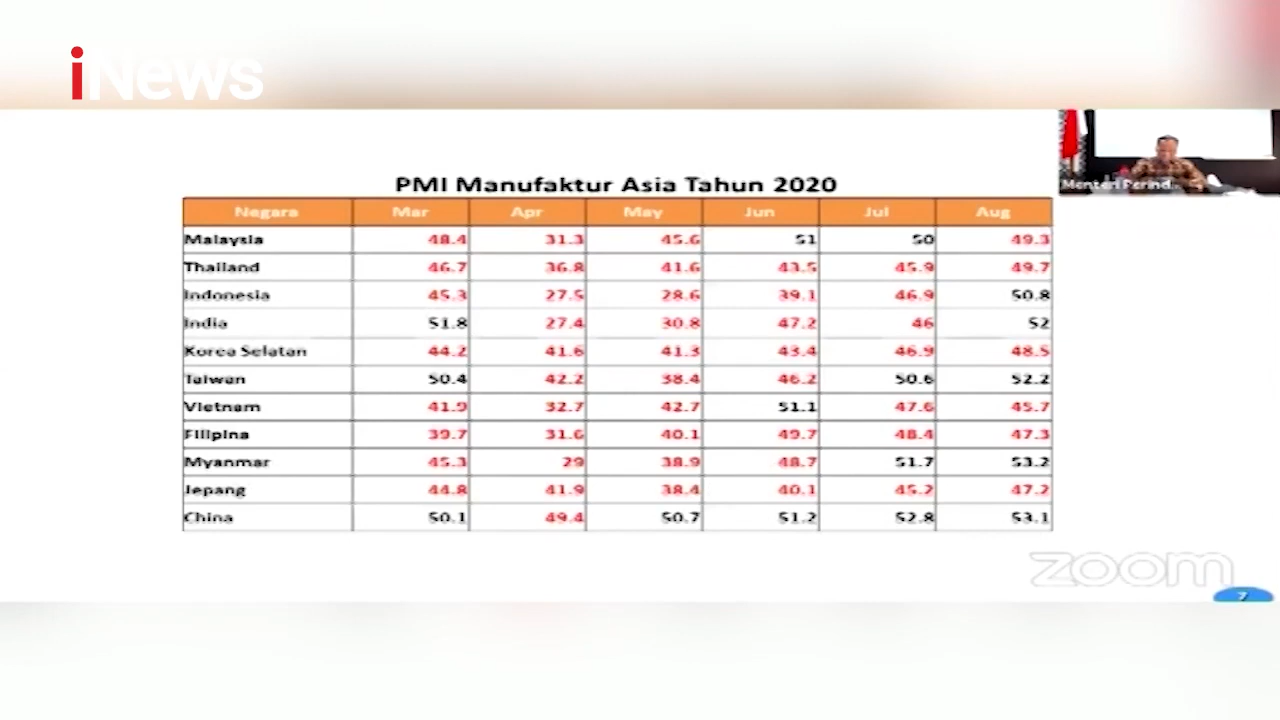 iNews
Menteri Perind...
PMI Manufaktur Asia Tahun 2020
Negara Mar Apr May Jun Jul Aug
Malaysia 48.4 31.3 45.6 51 50 49.3
Thailand 46.7 36.8 41.6 43.5 45.9 49.7
Indonesia 45.3 27.5 28.6 39.1 46.9 50.8
India 51.8 27.4 30.8 47.2 46 52
Korea Selatan 44.2 41.6 41.3 43.4 46.9 48.5
Taiwan 50.4 42.2 38.4 46.2 50.6 52.2
Vietnam 41.9 32.7 42.7 51.1 47.6 45.7
Filipina 39.7 31.6 40.1 49.7 48.4 47.3
Myanmar 45.3 29 38.9 48.7 51.7 53.2
Jepang 44.8 41.9 38.4 40.1 45.2 47.2
China 50.1 49.4 50.7 51.2 52.8 53.1
zoom
7